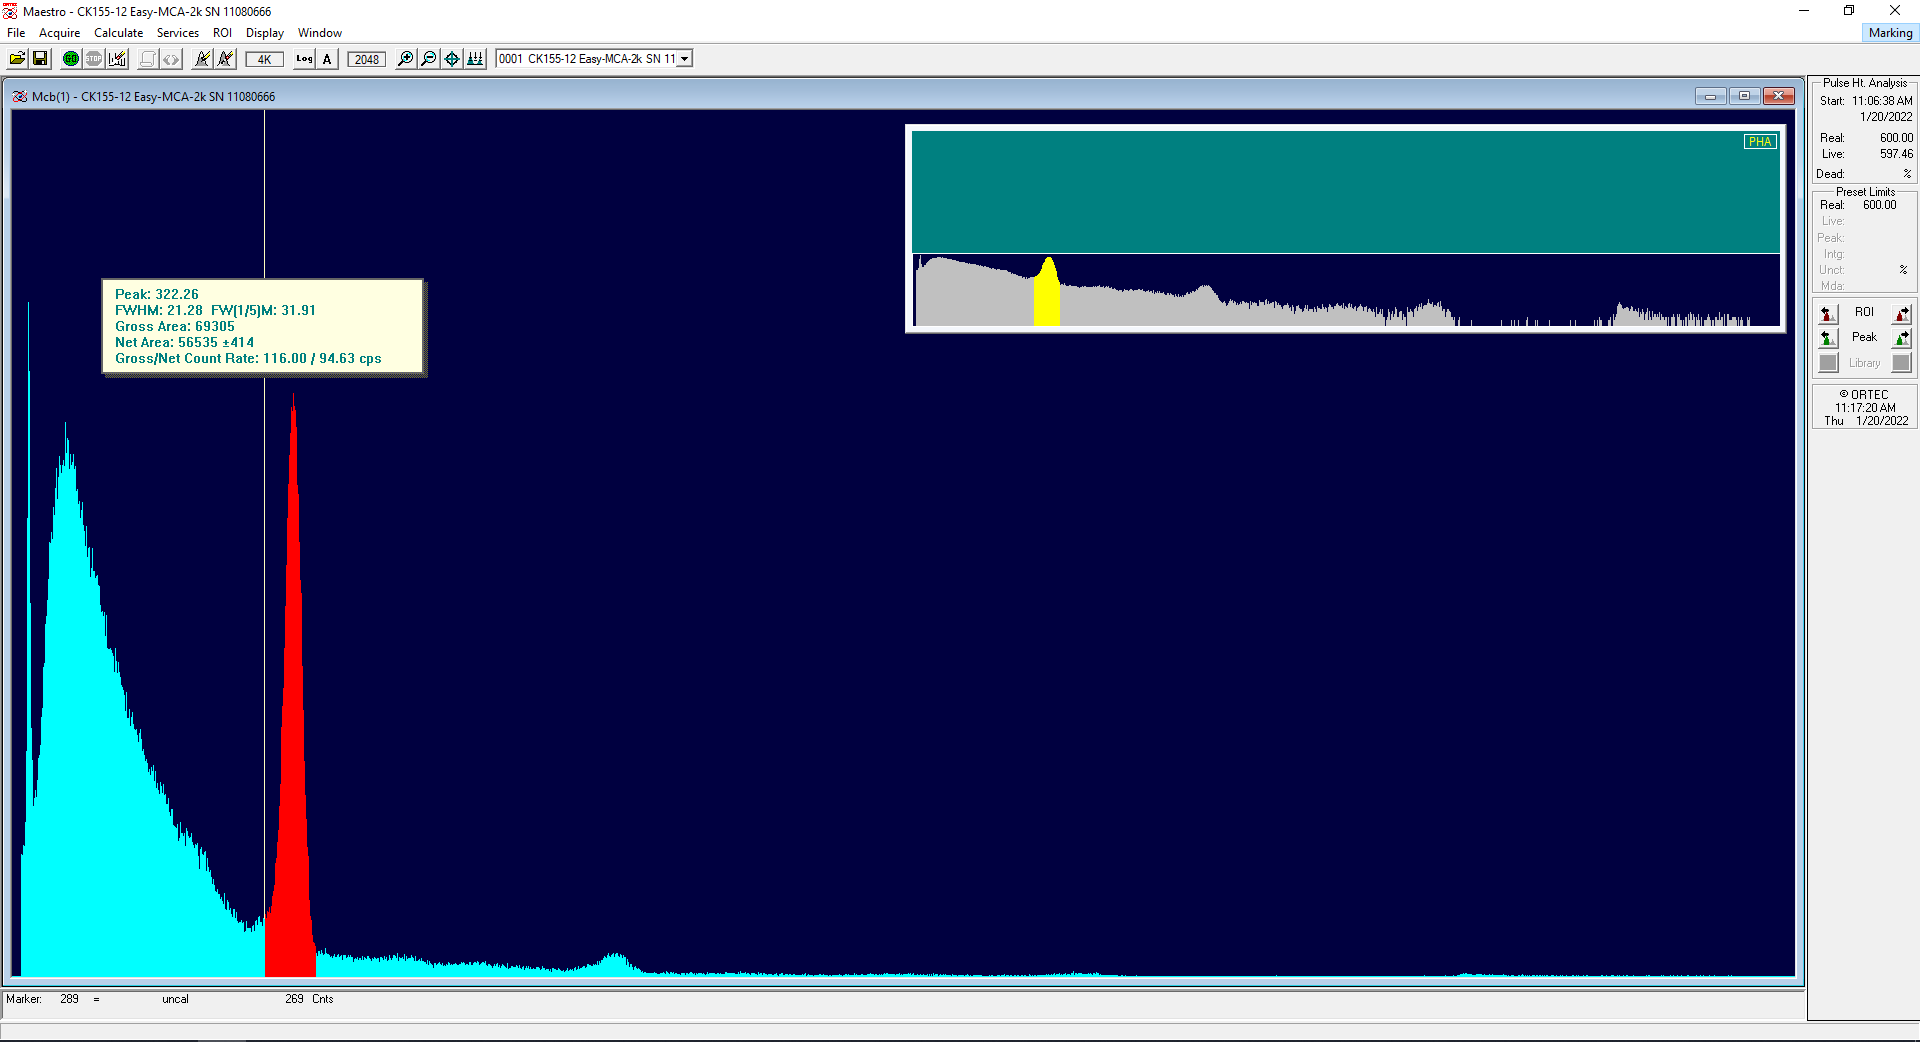 Maestro - CK155-12 Easy-MCA-2k SN 11080666
File Acquire Calculate Services ROI Display Window
Marking
GO STOP 4K Log A 2048 0001 CK155-12 Easy-MCA-2k SN 11
Mcb(1) - CK155-12 Easy-MCA-2k SN 11080666
PHA
Peak: 322.26
FWHM: 21.28 FW(1/5)M: 31.91
Gross Area: 69305
Net Area: 56535 ±414
Gross/Net Count Rate: 116.00 / 94.63 cps
Pulse Ht. Analysis
Start: 11:06:38 AM
1/20/2022
Real: 600.00
Live: 597.46
Dead: %
Preset Limits
Real: 600.00
Live:
Peak:
Intg:
Unct: %
Mda:
ROI
Peak
Library
© ORTEC
11:17:20 AM
Thu 1/20/2022
Marker: 289 = uncal 269 Cnts